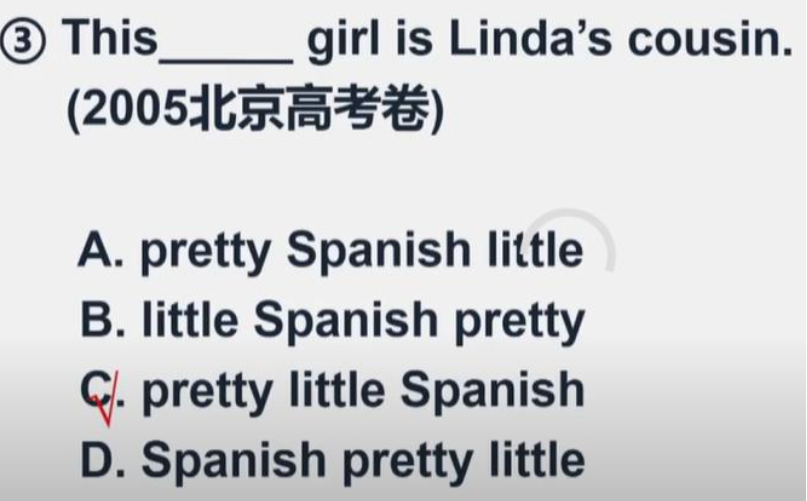 ③ This_____ girl is Linda’s cousin.
(2005北京高考卷)
A. pretty Spanish little
B. little Spanish pretty
C. pretty little Spanish
D. Spanish pretty little